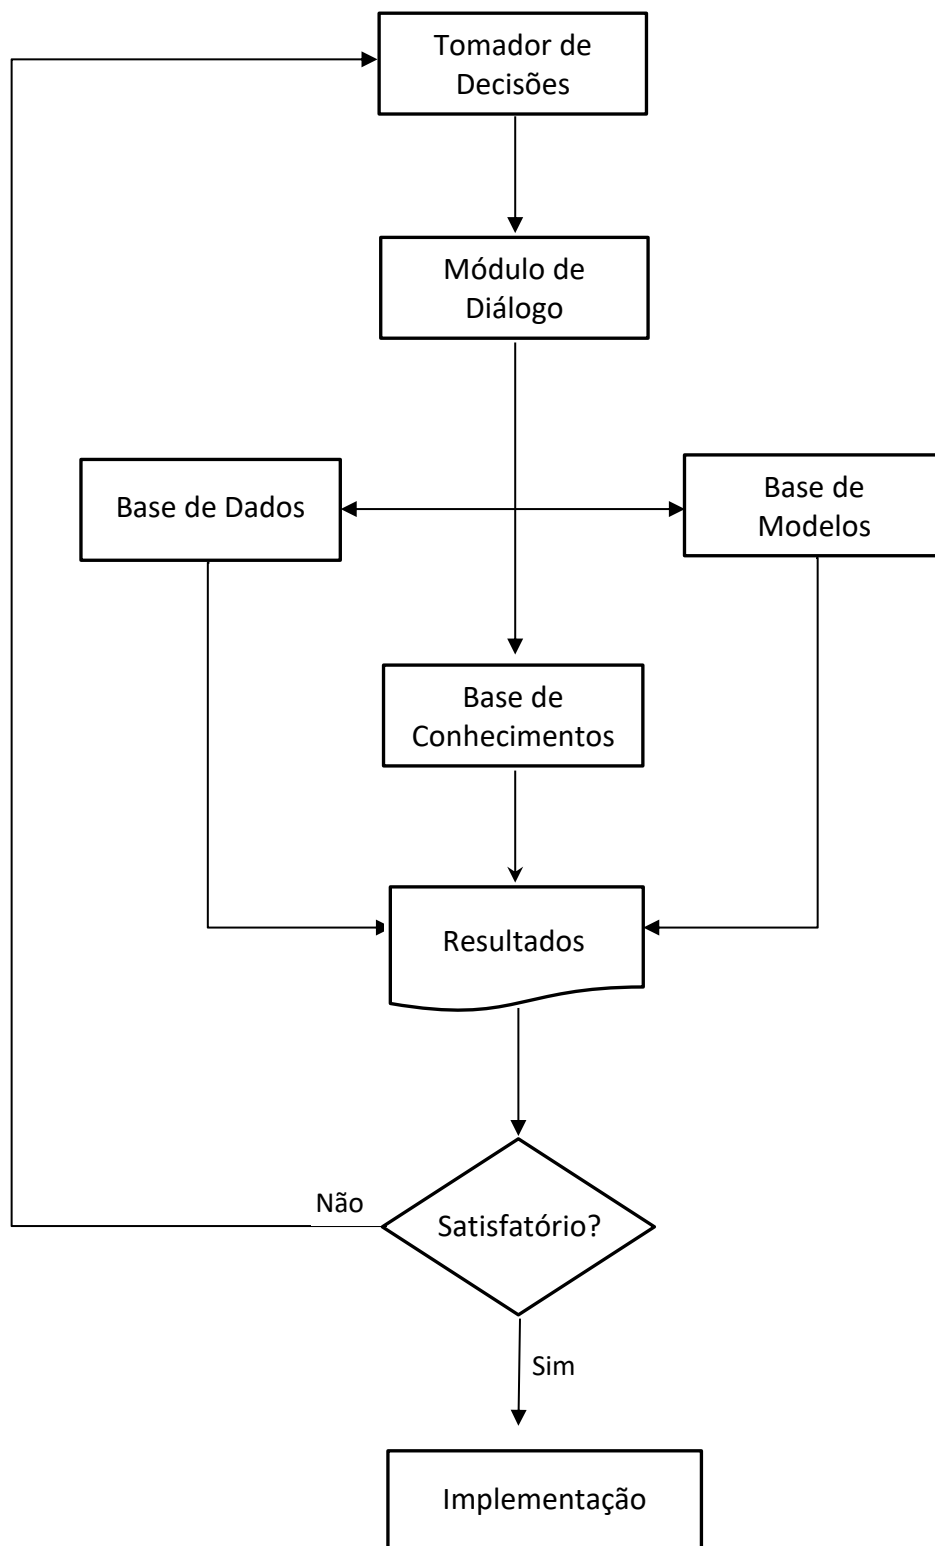 Tomador de
Decisões
Módulo de
Diálogo
Base de Dados
Base de
Modelos
Base de
Conhecimentos
Resultados
Não
Satisfatório?
Sim
Implementação